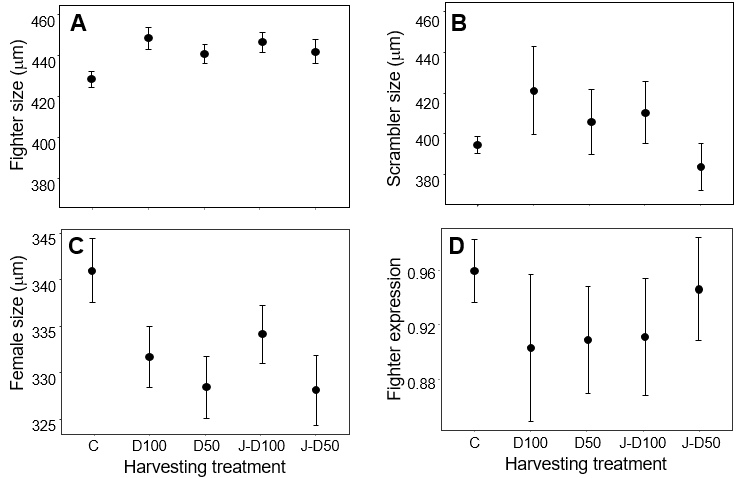 A
460
440
420
400
380
Fighter size (μm)
B
460
440
420
400
380
Scrambler size (μm)
C
345
340
335
330
325
Female size (μm)
C D100 D50 J-D100 J-D50
Harvesting treatment
D
0.96
0.92
0.88
Fighter expression
C D100 D50 J-D100 J-D50
Harvesting treatment